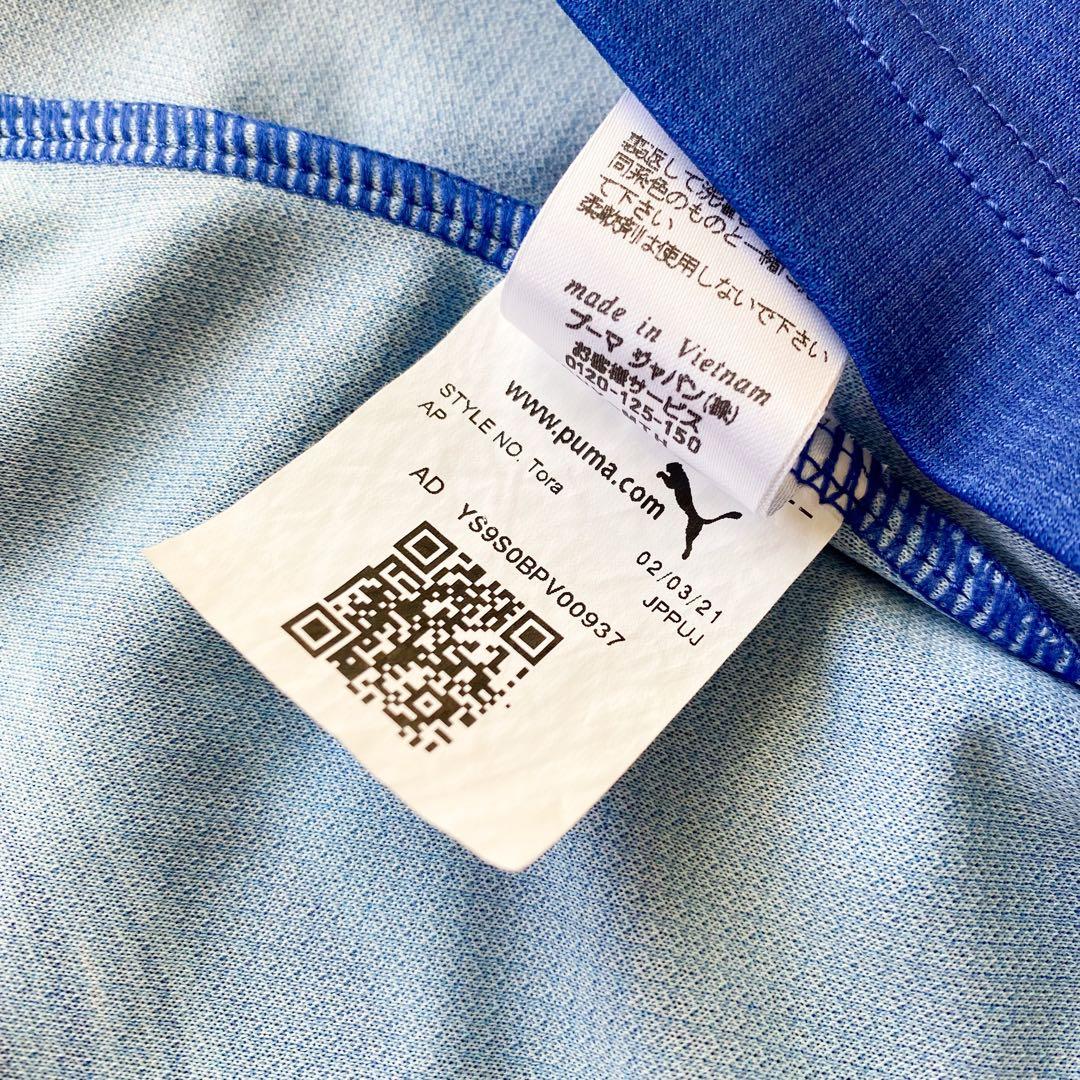 裏返して洗濯し
同系色のものと一緒に
て下さい
柔軟剤は使用しないで下さい
made in Vietnam
プーマ ジャパン(株)
お客様サービス
0120-125-150
www.puma.com
STYLE NO. Tora
AP
02/03/21
JPPUJ
AD YS9S0BPV00937